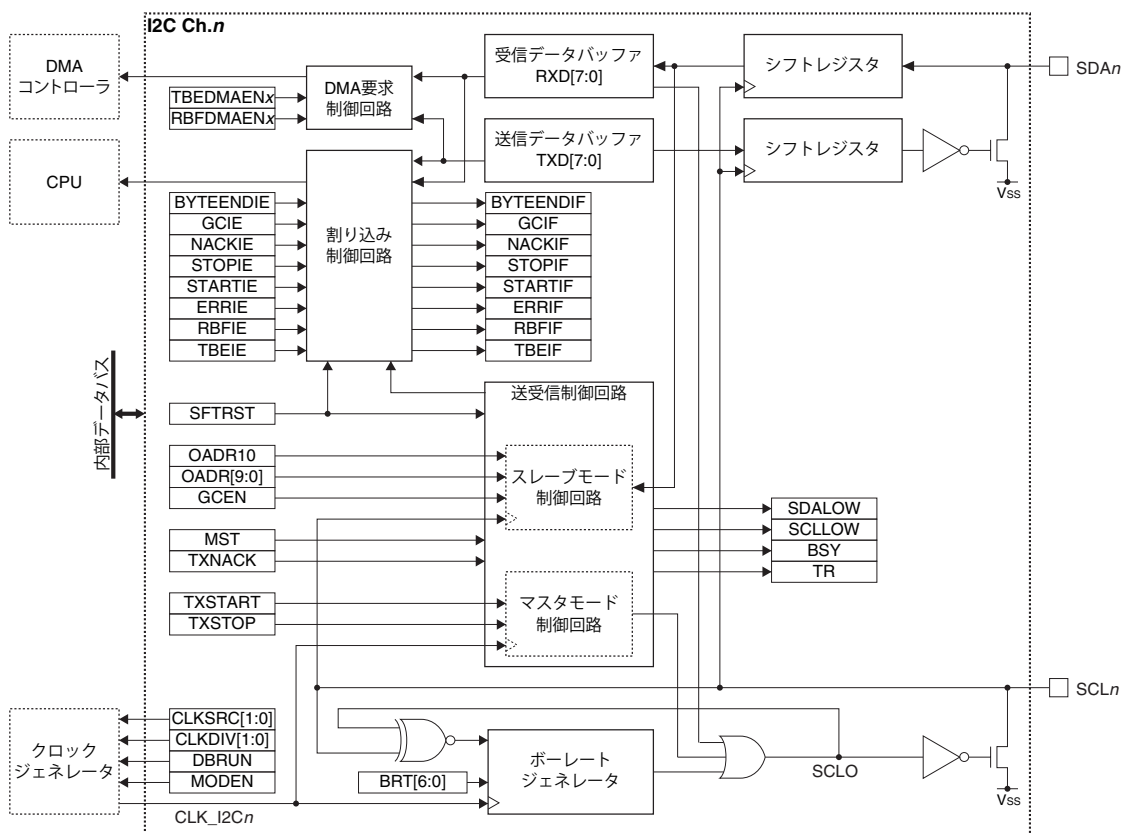 I2C Ch.n
DMA
コントローラ
TBEDMAENx
RBFDMAENx
DMA要求
制御回路
受信データバッファ
RXD[7:0]
シフトレジスタ
SDAn
送信データバッファ
TXD[7:0]
シフトレジスタ
VSS
CPU
BYTEENDIE
GCIE
NACKIE
STOPIE
STARTIE
ERRIE
RBFIE
TBEIE
割り込み
制御回路
BYTEENDIF
GCIF
NACKIF
STOPIF
STARTIF
ERRIF
RBFIF
TBEIF
内部データバス
SFTRST
送受信制御回路
OADR10
OADR[9:0]
GCEN
スレーブモード
制御回路
MST
TXNACK
SDALOW
SCLLOW
BSY
TR
TXSTART
TXSTOP
マスタモード
制御回路
SCLn
クロック
ジェネレータ
CLKSRC[1:0]
CLKDIV[1:0]
DBRUN
MODEN
CLK_I2Cn
BRT[6:0]
ボーレート
ジェネレータ
SCLO
VSS